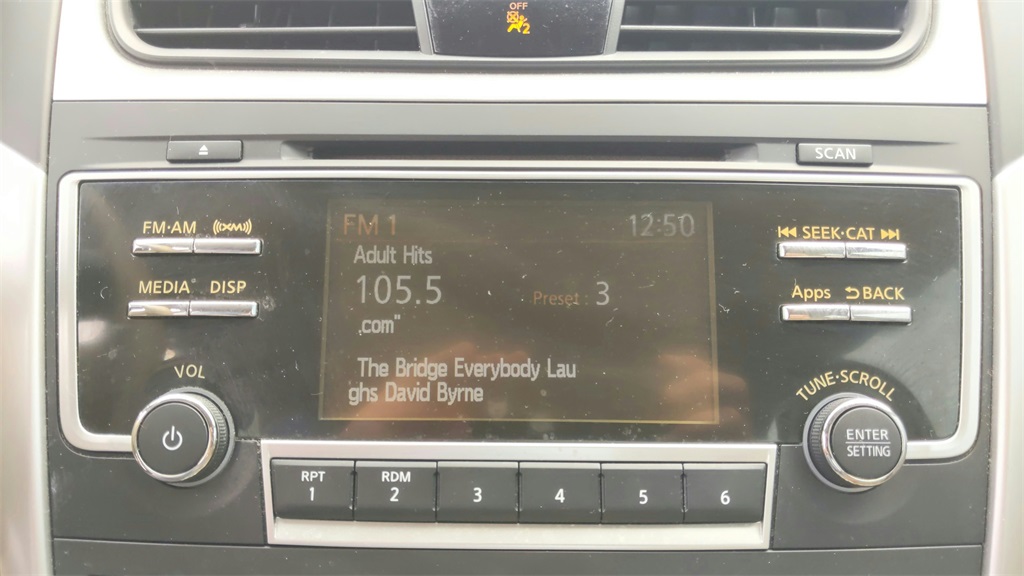 OFF
2
SCAN
FM·AM ((XM))
MEDIA DISP
VOL
FM 1 12:50
Adult Hits
105.5 Preset : 3
.com"
The Bridge Everybody Lau
ghs David Byrne
SEEK·CAT
Apps BACK
TUNE·SCROLL
ENTER
SETTING
RPT RDM
1 2 3 4 5 6